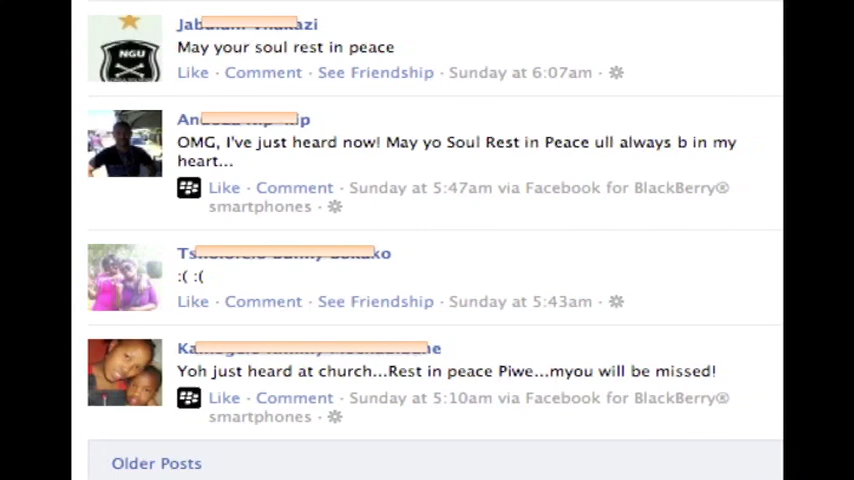 NGU
May your soul rest in peace
Like · Comment · See Friendship · Sunday at 6:07am ·
OMG, I've just heard now! May yo Soul Rest in Peace ull always b in my
heart...
Like · Comment · Sunday at 5:47am via Facebook for BlackBerry®
smartphones ·
:( :(
Like · Comment · See Friendship · Sunday at 5:43am ·
Yoh just heard at church...Rest in peace Piwe...myou will be missed!
Like · Comment · Sunday at 5:10am via Facebook for BlackBerry®
smartphones ·
Older Posts